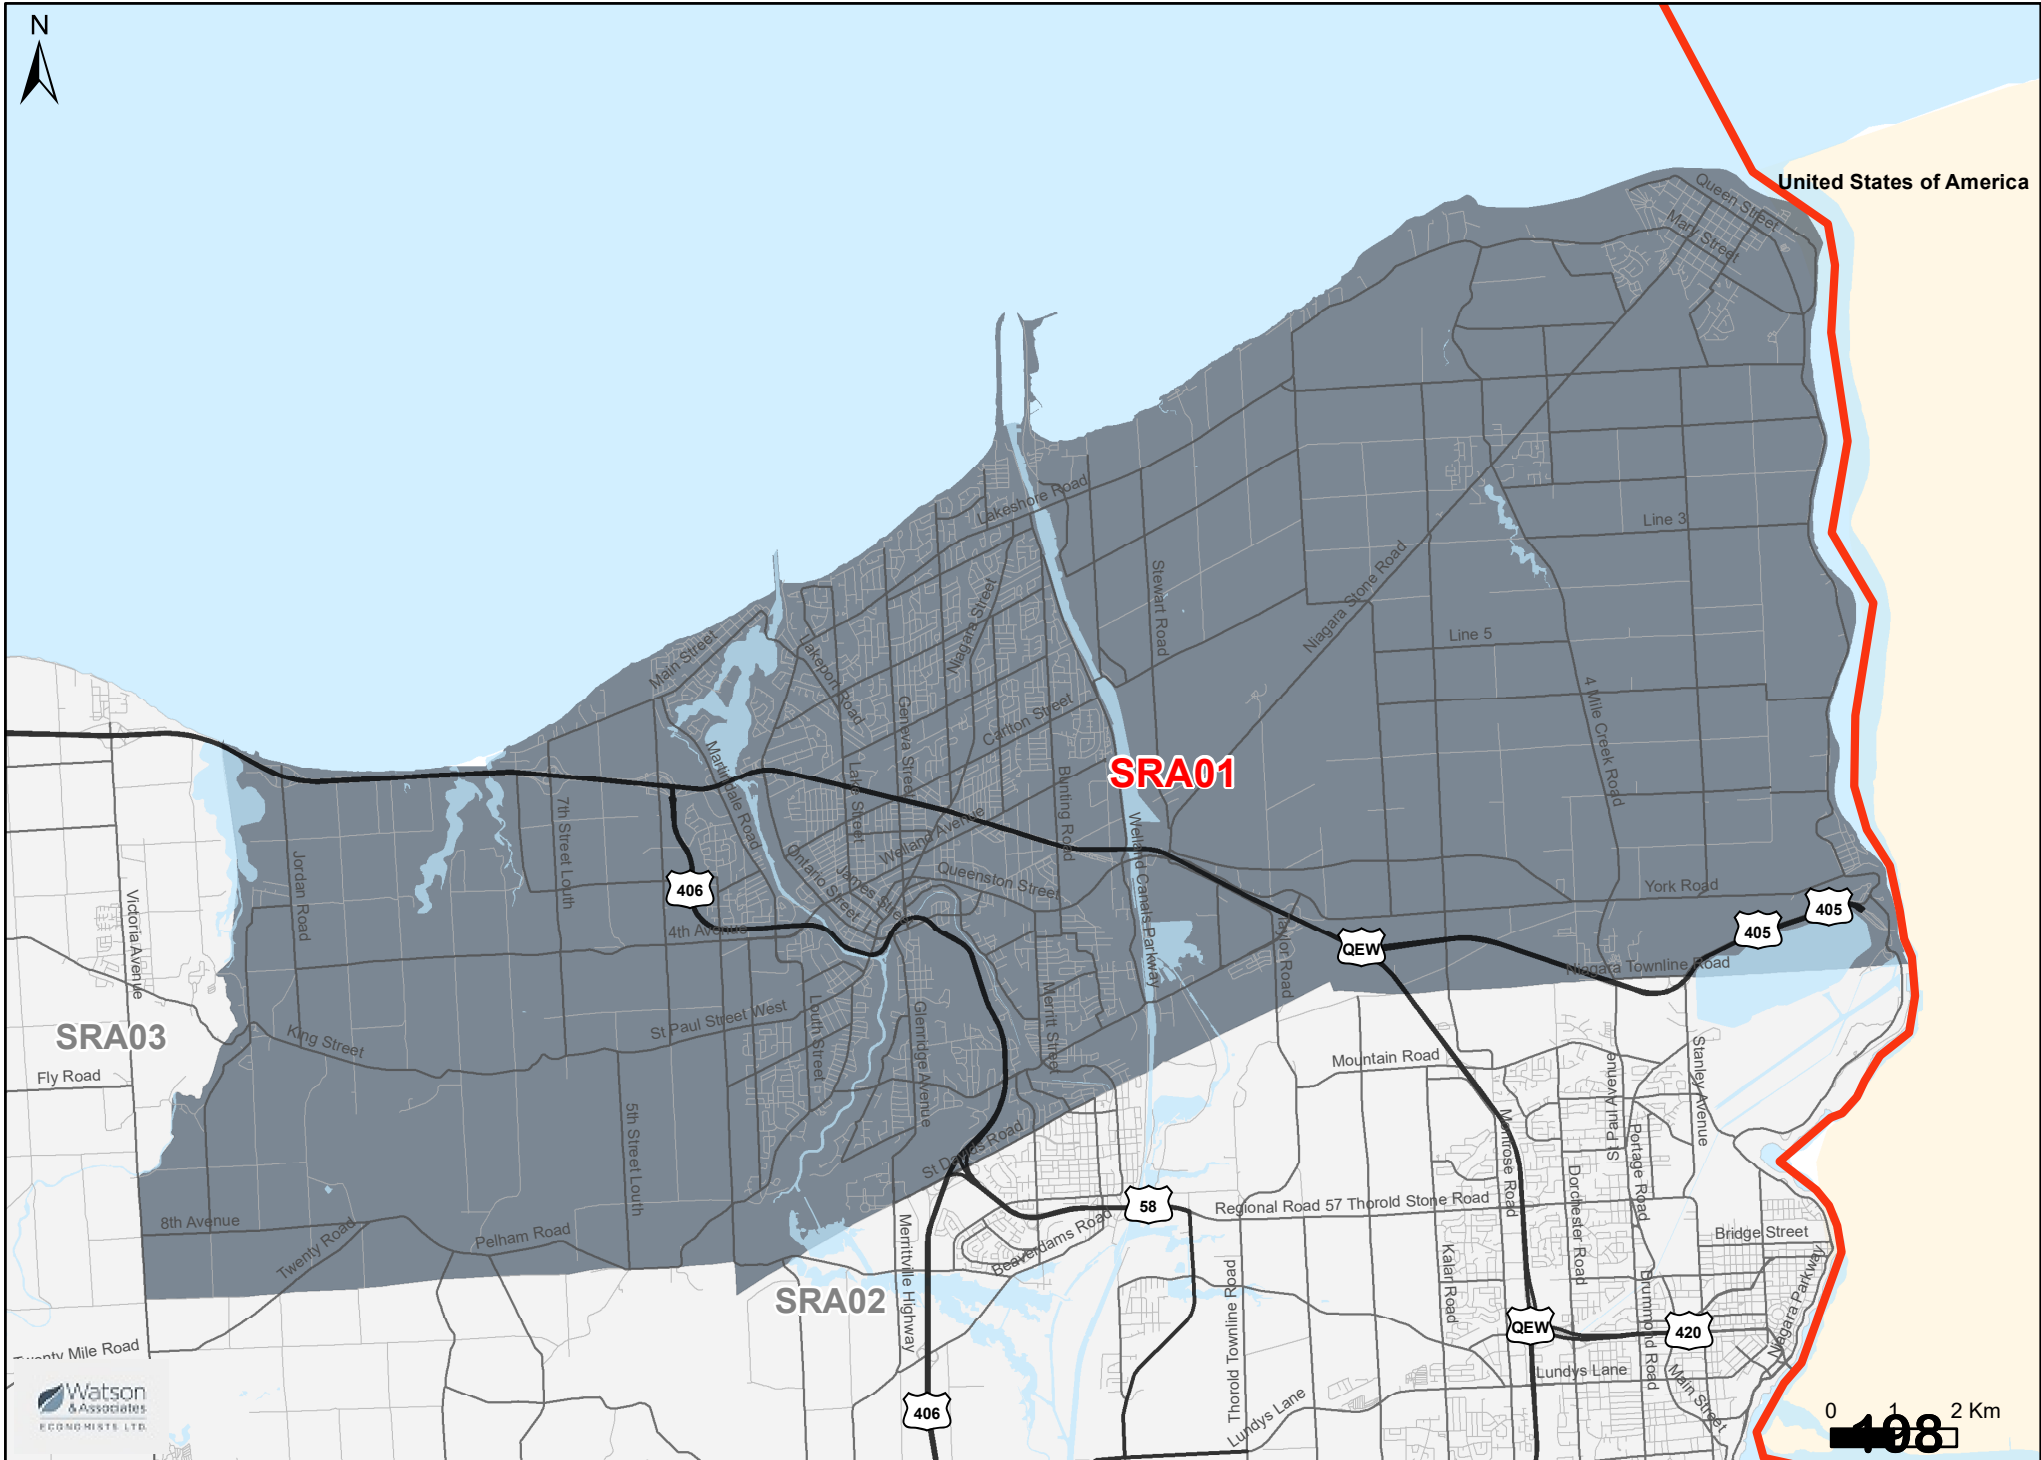 N
United States of America
Queen Street
Mary Street
Lakeshore Road
Line 3
Niagara Street
Stewart Road
Niagara Stone Road
Main Street
Lakeport Road
Line 5
4 Mile Creek Road
Geneva Street
Carlton Street
Martindale Road
Lake Street
SRA01
Bunting Road
7th Street Louth
Welland Avenue
Jordan Road
Ontario Street
James Street
Queenston Street
Welland Canals Parkway
406
York Road
405
405
Victoria Avenue
4th Avenue
Taylor Road
QEW
Niagara Townline Road
SRA03
King Street
St Paul Street West
Louth Street
Glenridge Avenue
Merritt Street
Mountain Road
Stanley Avenue
St Paul Avenue
Fly Road
5th Street Louth
St Davids Road
Montrose Road
Portage Road
Dorchester Road
58
Regional Road 57 Thorold Stone Road
8th Avenue
Twenty Road
Pelham Road
Merrittville Highway
Beaverdams Road
Kalar Road
Bridge Street
Thorold Townline Road
Drummond Road
Niagara Parkway
SRA02
QEW
420
Twenty Mile Road
Lundys Lane
Main Street
Lundys Lane
406
Watson
& Associates
ECONOMISTS LTD.
0 1 2 Km
198